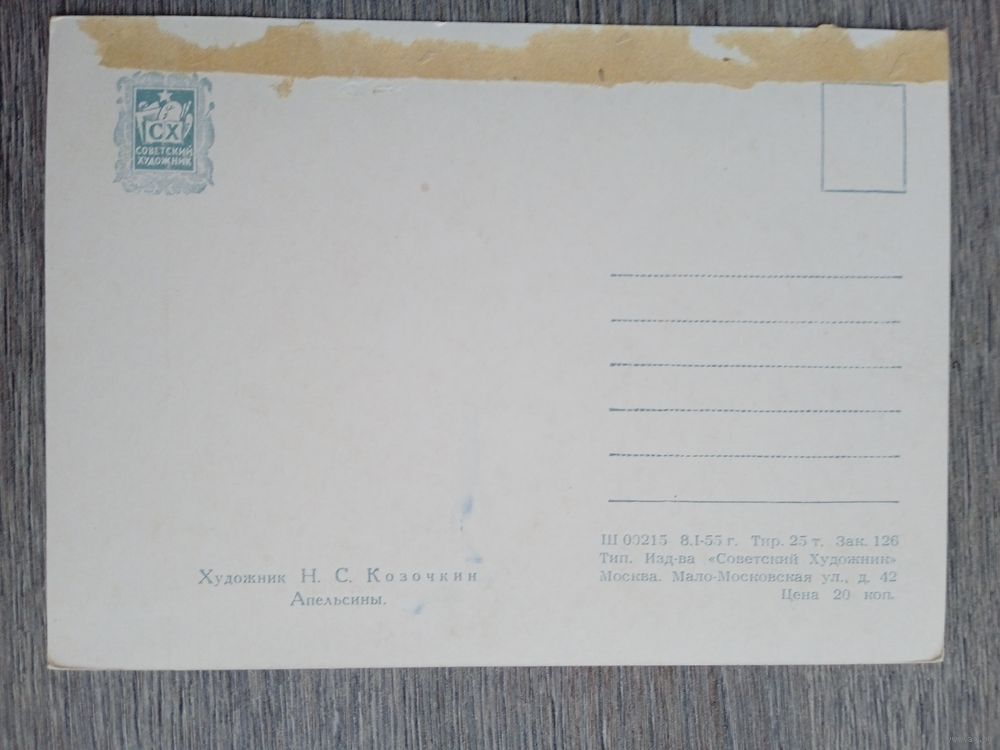 СХ
СОВЕТСКИЙ
ХУДОЖНИК
Художник Н. С. Козочкин
Апельсины.
Ш 00215 8.I-55 г. Тир. 25 т. Зак. 126
Тип. Изд-ва «Советский Художник»
Москва. Мало-Московская ул., д. 42
Цена 20 коп.